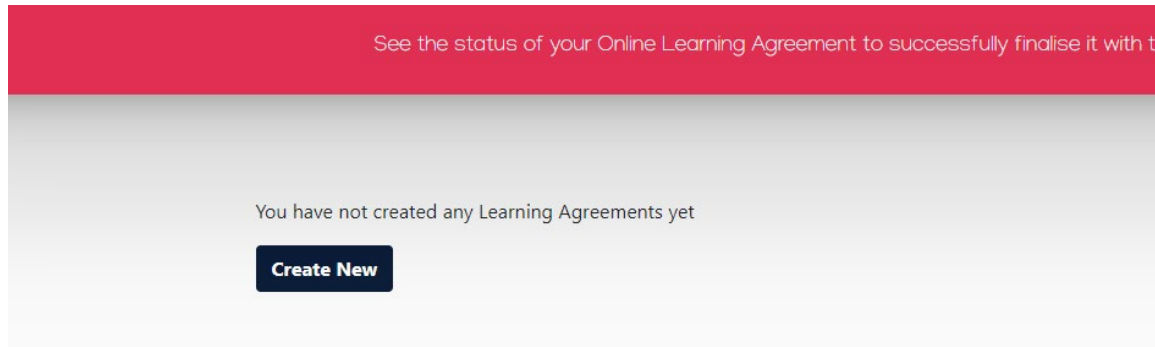 See the status of your Online Learning Agreement to successfully finalise it with
You have not created any Learning Agreements yet
Create New